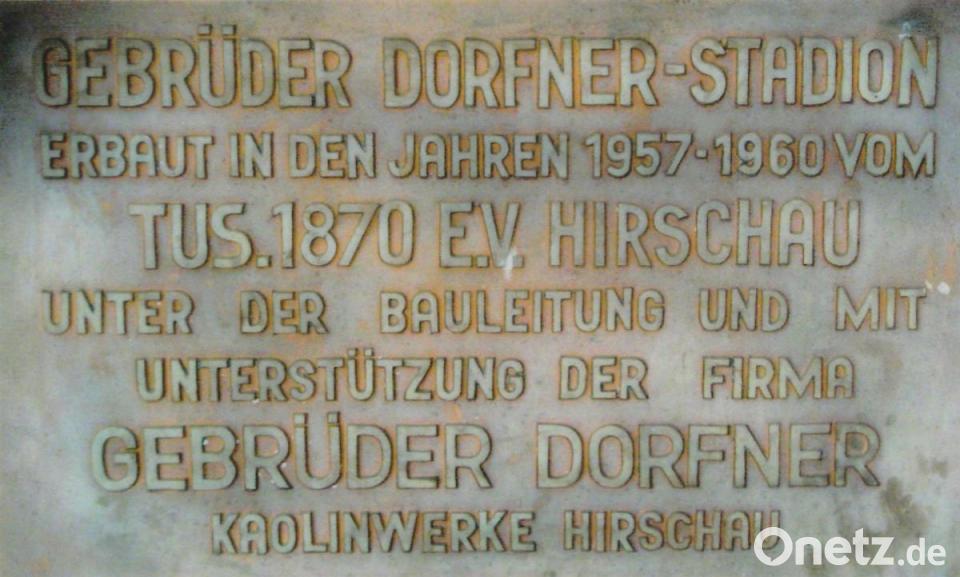 GEBRÜDER DORFNER-STADION
ERBAUT IN DEN JAHREN 1957-1960 VOM
TUS. 1870 E.V. HIRSCHAU
UNTER DER BAULEITUNG UND MIT
UNTERSTÜTZUNG DER FIRMA
GEBRÜDER DORFNER
KAOLINWERKE HIRSCHAU
Onetz.de